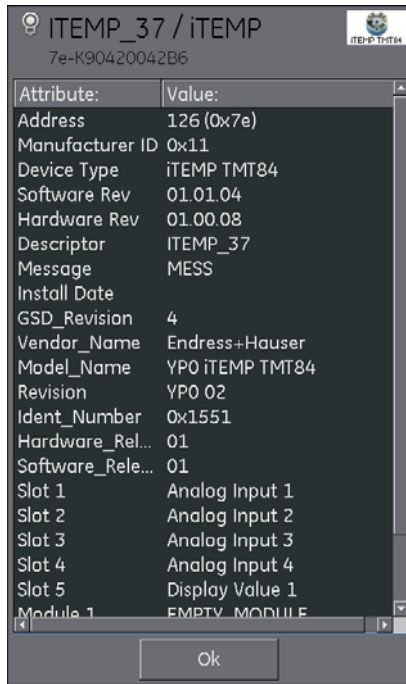 ITEMP_37 / iTEMP
iTEMP TMT84
7e-K90420042B6
Attribute: Value:
Address 126 (0x7e)
Manufacturer ID 0x11
Device Type iTEMP TMT84
Software Rev 01.01.04
Hardware Rev 01.00.08
Descriptor ITEMP_37
Message MESS
Install Date
GSD_Revision 4
Vendor_Name Endress+Hauser
Model_Name YP0 iTEMP TMT84
Revision YP0 02
Ident_Number 0x1551
Hardware_Rel... 01
Software_Rele... 01
Slot 1 Analog Input 1
Slot 2 Analog Input 2
Slot 3 Analog Input 3
Slot 4 Analog Input 4
Slot 5 Display Value 1
Module 1 EMPTY_MODULE
Ok